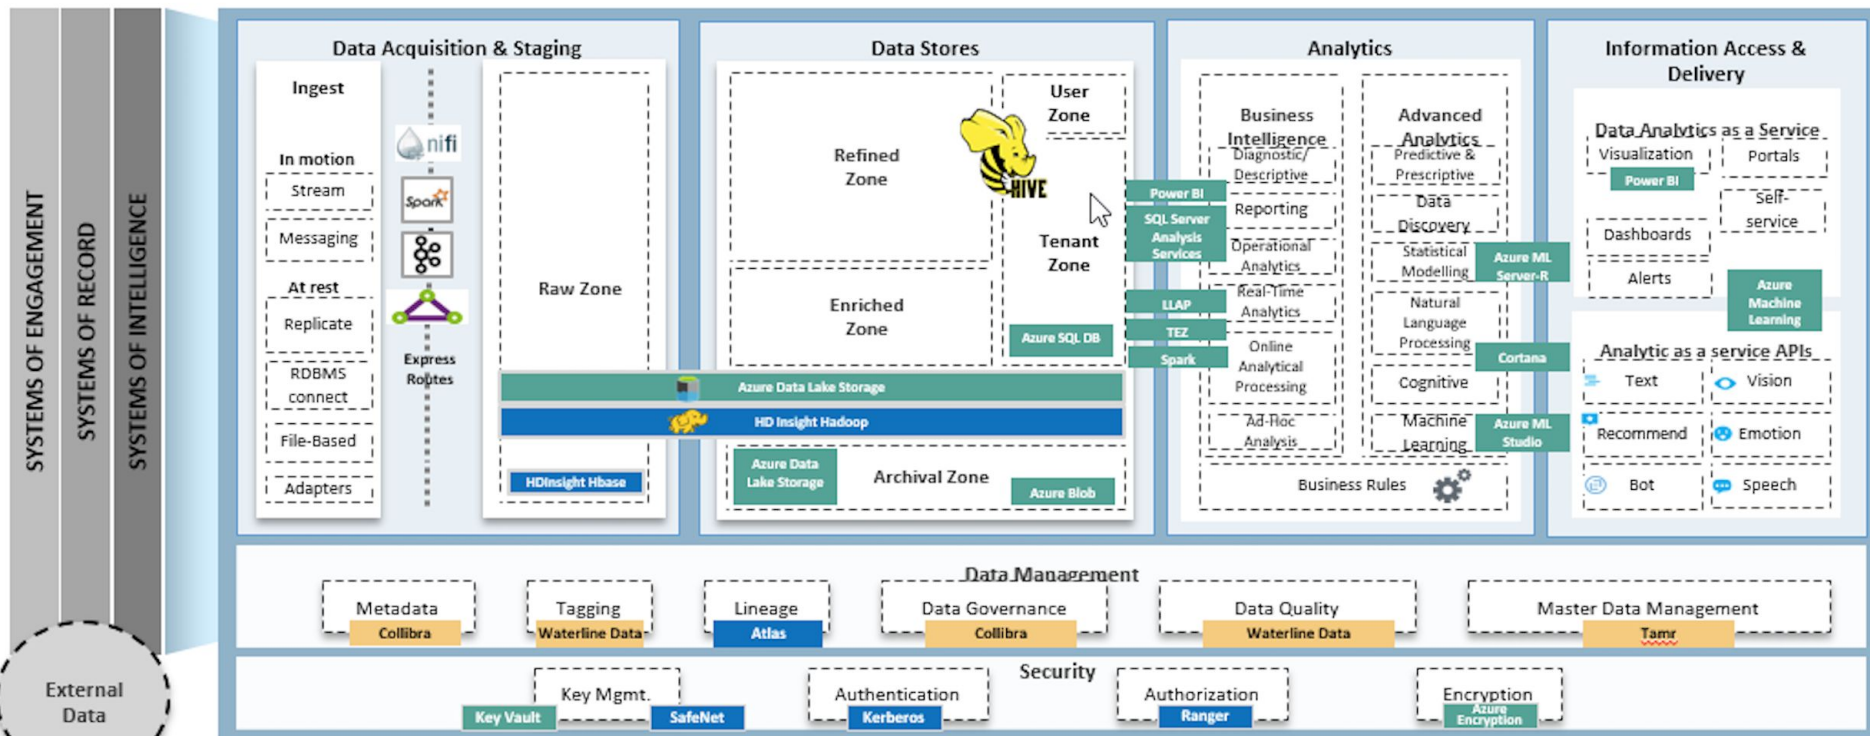 SYSTEMS OF ENGAGEMENT
SYSTEMS OF RECORD
SYSTEMS OF INTELLIGENCE
External
Data
Data Acquisition & Staging
Ingest
In motion
Stream
Messaging
At rest
Replicate
RDBMS
connect
File-Based
Adapters
nifi
Spark
Express
Routes
Raw Zone
HDInsight Hbase
Data Stores
Refined
Zone
Enriched
Zone
User
Zone
HIVE
Tenant
Zone
Azure SQL DB
Azure Data Lake Storage
HD Insight Hadoop
Azure Data
Lake Storage
Archival Zone
Azure Blob
Power BI
SQL Server
Analysis
Services
LLAP
TEZ
Spark
Analytics
Business
Intelligence
Diagnostic/
Descriptive
Reporting
Operational
Analytics
Real-Time
Analytics
Online
Analytical
Processing
Ad-Hoc
Analysis
Advanced
Analytics
Predictive &
Prescriptive
Data
Discovery
Statistical
Modelling
Natural
Language
Processing
Cognitive
Machine
Learning
Business Rules
Azure ML
Server-R
Cortana
Azure ML
Studio
Information Access &
Delivery
Data Analytics as a Service
Visualization
Power BI
Portals
Self-
service
Dashboards
Alerts
Azure
Machine
Learning
Analytic as a service APIs
Text
Vision
Recommend
Emotion
Bot
Speech
Data Management
Metadata
Collibra
Tagging
Waterline Data
Lineage
Atlas
Data Governance
Collibra
Data Quality
Waterline Data
Master Data Management
Tamr
Security
Key Mgmt.
Key Vault
SafeNet
Authentication
Kerberos
Authorization
Ranger
Encryption
Azure
Encryption